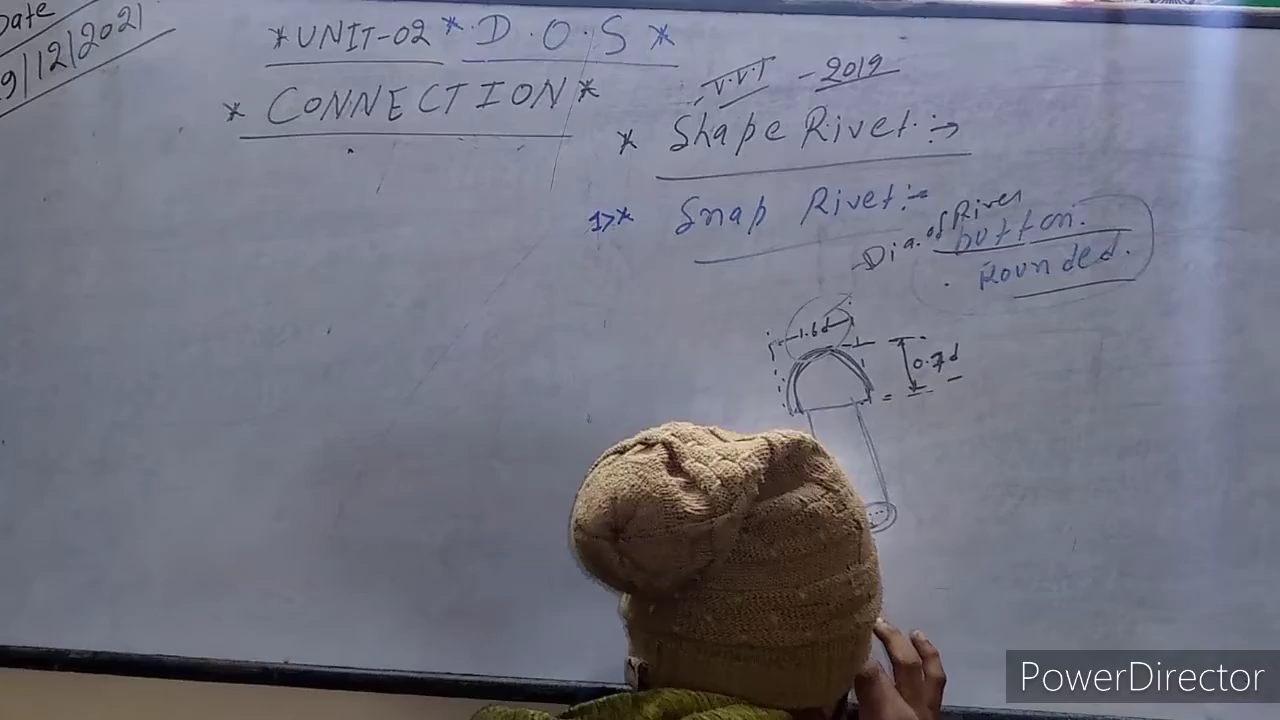 Date
9/12/2021
* UNIT-02 * D.O.S *
* CONNECTION *
V.V.I - 2019
* Shape Rivet :->
1>* Snap Rivet :-
Dia. of Rivet
button.
Rounded.
1.6d
0.7d
PowerDirector